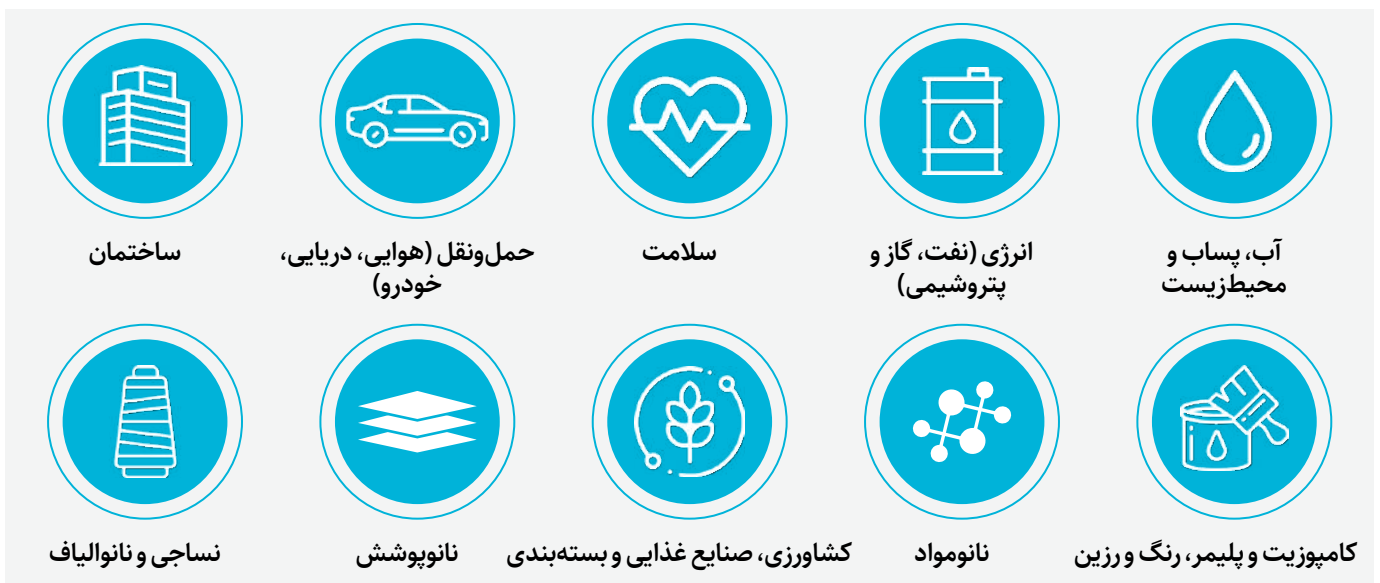 آب، پساب و
محیط‌زیست
انرژی (نفت، گاز و
پتروشیمی)
سلامت
حمل‌ونقل (هوایی، دریایی،
خودرو)
ساختمان
کامپوزیت و پلیمر، رنگ و رزین
نانومواد
کشاورزی، صنایع غذایی و بسته‌بندی
نانوپوشش
نساجی و نانوالیاف